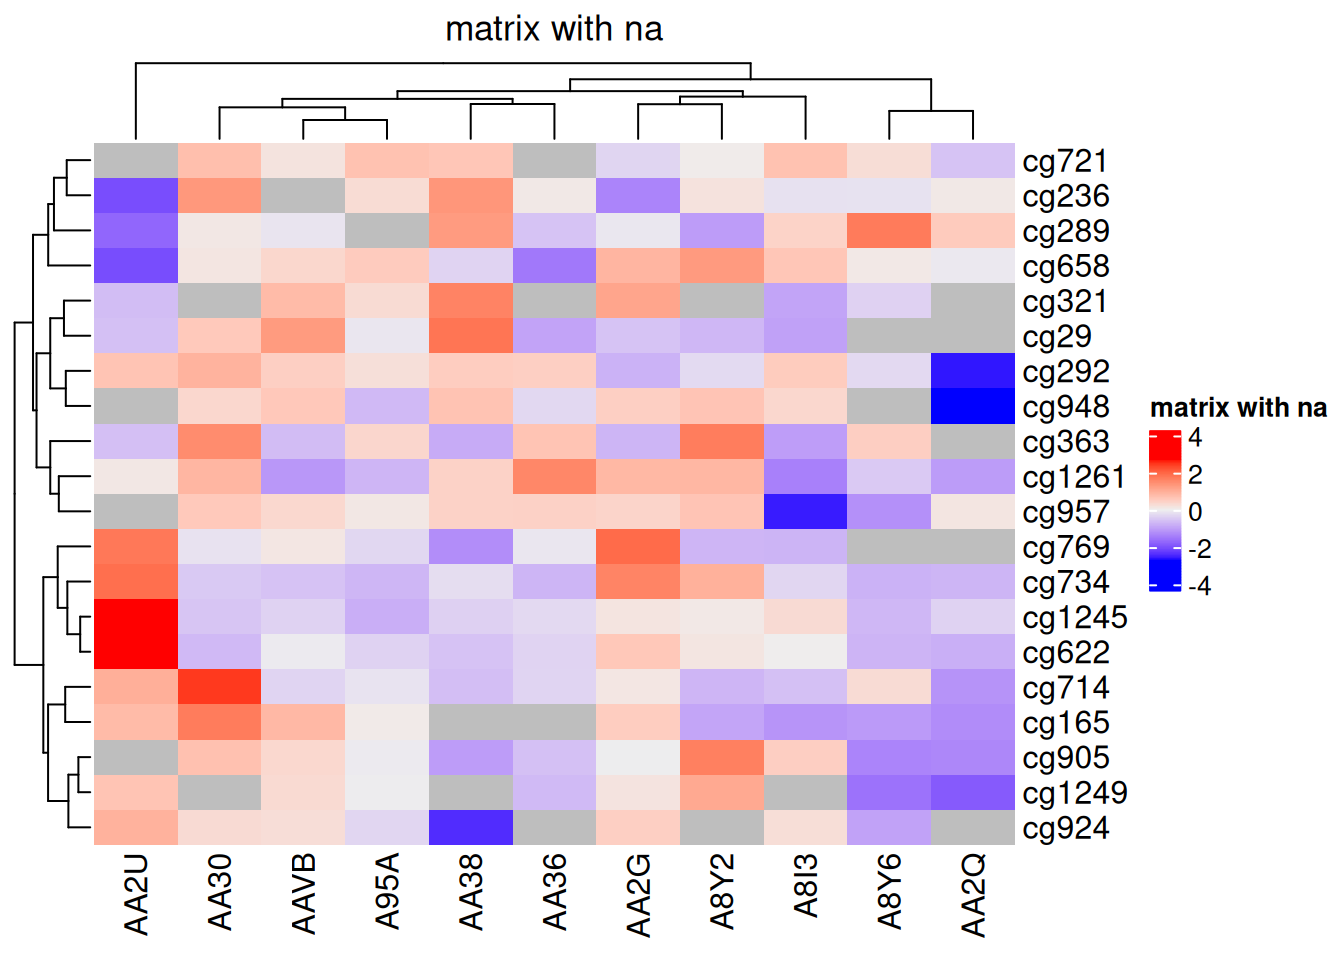 matrix with na
cg721
cg236
cg289
cg658
cg321
cg29
cg292
cg948
cg363
cg1261
cg957
cg769
cg734
cg1245
cg622
cg714
cg165
cg905
cg1249
cg924
AA2U
AA30
AAVB
A95A
AA38
AA36
AA2G
A8Y2
A8I3
A8Y6
AA2Q
matrix with na
4
2
0
-2
-4